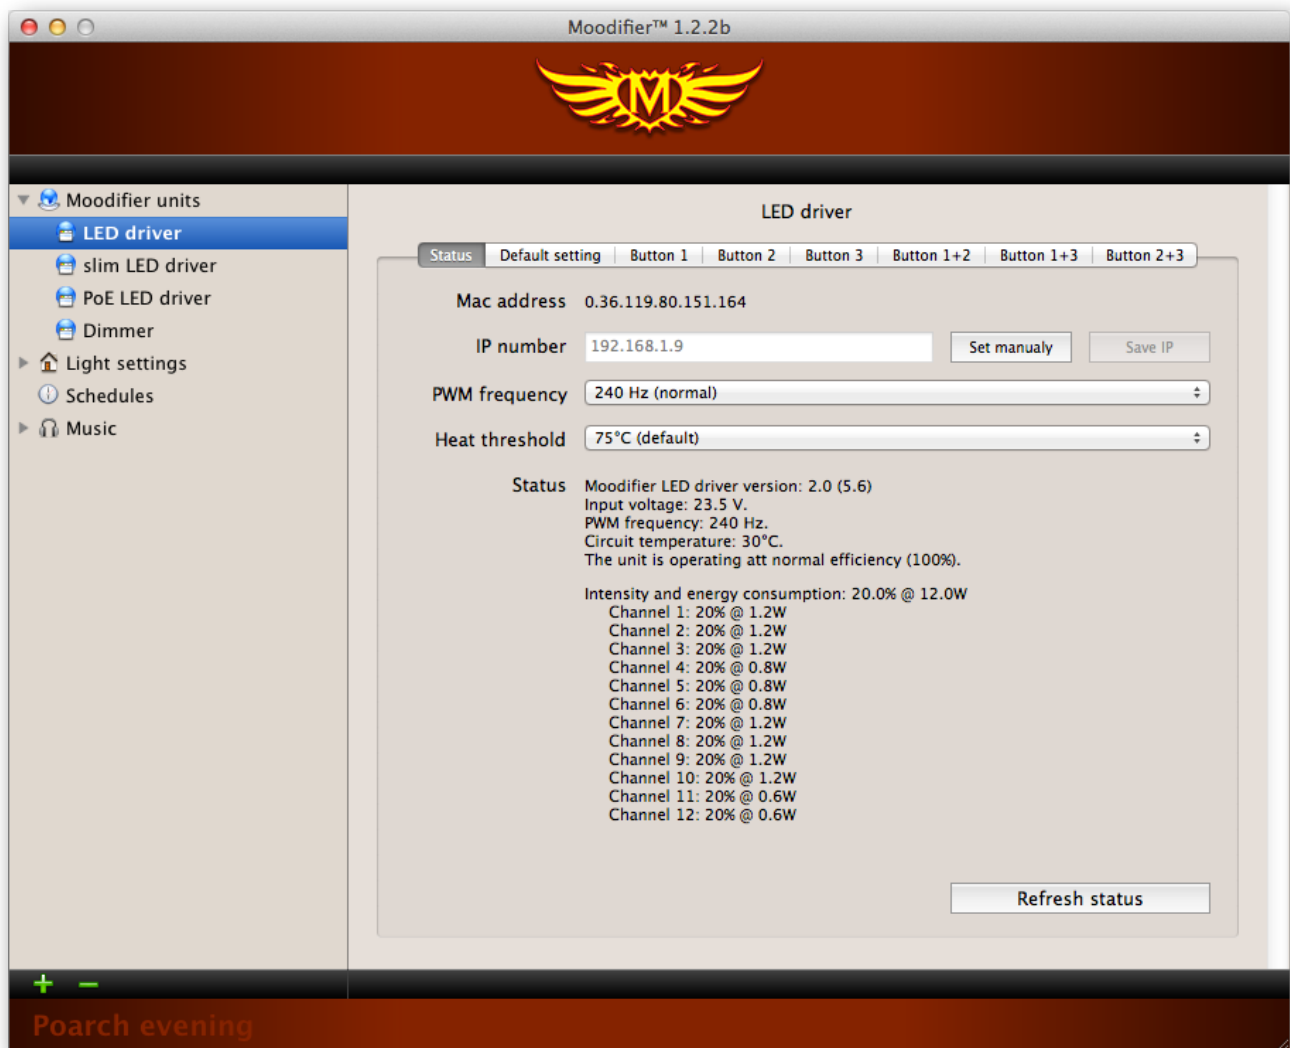 Moodifier™ 1.2.2b
M
Moodifier units
LED driver
slim LED driver
PoE LED driver
Dimmer
Light settings
Schedules
Music
LED driver
Status Default setting Button 1 Button 2 Button 3 Button 1+2 Button 1+3 Button 2+3
Mac address 0.36.119.80.151.164
IP number 192.168.1.9 Set manualy Save IP
PWM frequency 240 Hz (normal)
Heat threshold 75°C (default)
Status Moodifier LED driver version: 2.0 (5.6)
Input voltage: 23.5 V.
PWM frequency: 240 Hz.
Circuit temperature: 30°C.
The unit is operating att normal efficiency (100%).
Intensity and energy consumption: 20.0% @ 12.0W
Channel 1: 20% @ 1.2W
Channel 2: 20% @ 1.2W
Channel 3: 20% @ 1.2W
Channel 4: 20% @ 0.8W
Channel 5: 20% @ 0.8W
Channel 6: 20% @ 0.8W
Channel 7: 20% @ 1.2W
Channel 8: 20% @ 1.2W
Channel 9: 20% @ 1.2W
Channel 10: 20% @ 1.2W
Channel 11: 20% @ 0.6W
Channel 12: 20% @ 0.6W
Refresh status
Poarch evening